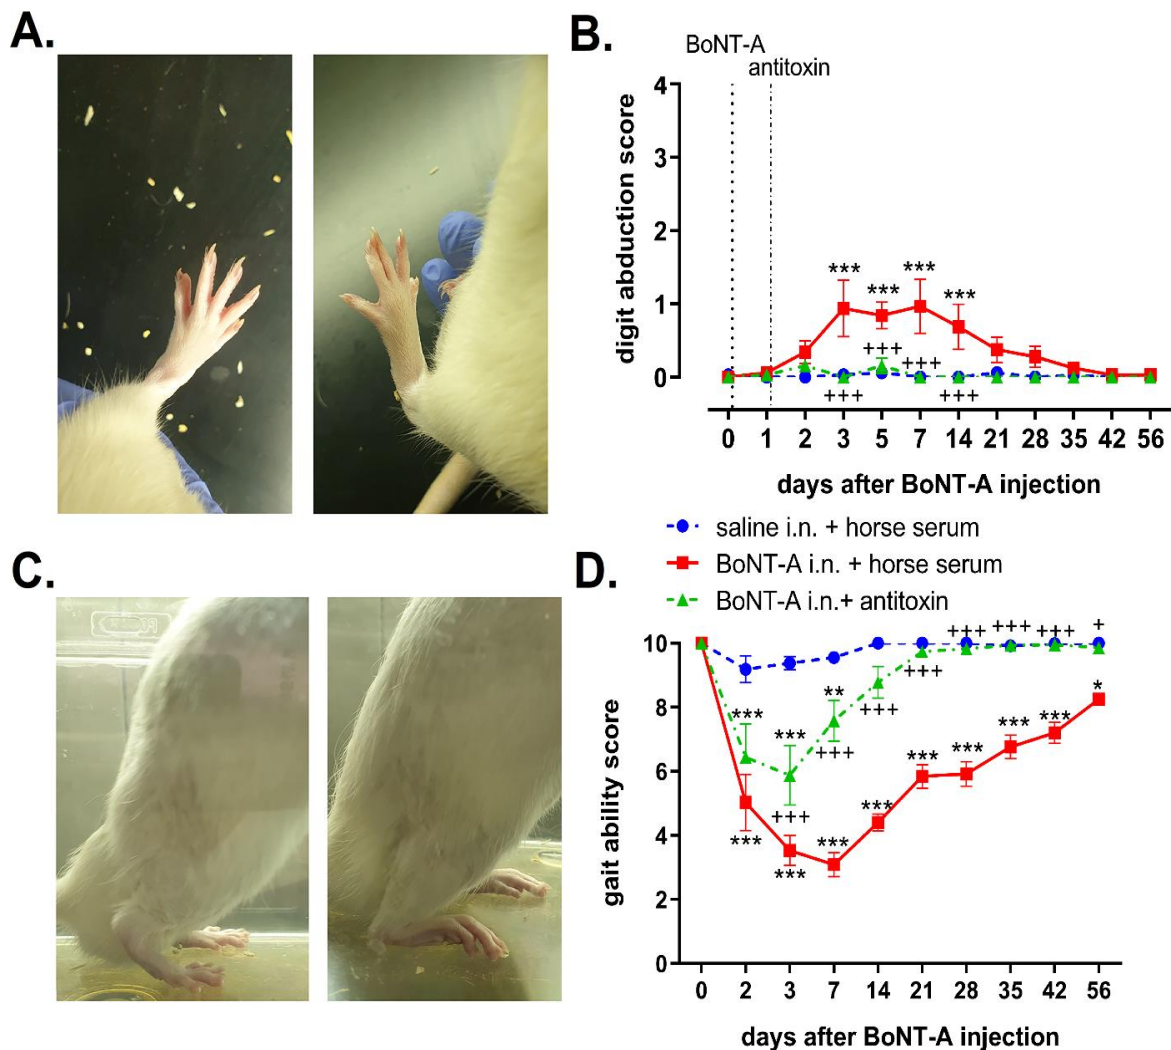 A.
B.
BoNT-A
antitoxin
digit abduction score
4
3
2
1
0
***
***
***
***
+++
+++
+++
+++
0 1 2 3 5 7 14 21 28 35 42 56
days after BoNT-A injection
saline i.n. + horse serum
BoNT-A i.n. + horse serum
BoNT-A i.n.+ antitoxin
C.
D.
gait ability score
10
8
6
4
2
0
+++ +++ +++ +
+++
*
**
***
+++
***
+++
***
***
***
***
***
+++
***
***
***
***
0 2 3 7 14 21 28 35 42 56
days after BoNT-A injection